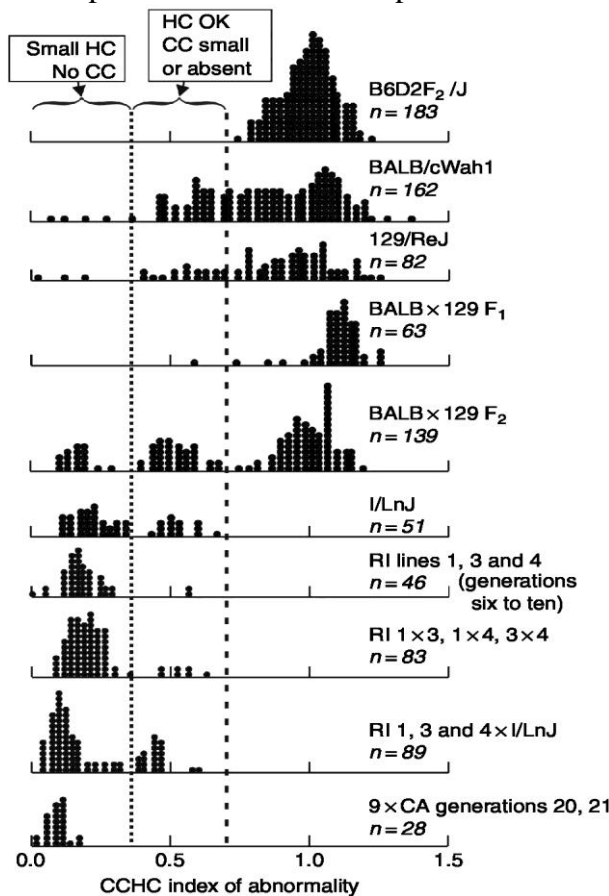 Small HC
No CC
HC OK
CC small
or absent
B6D2F₂/J
n=183
BALB/cWah1
n=162
129/ReJ
n=82
BALB×129 F₁
n=63
BALB×129 F₂
n=139
I/LnJ
n=51
RI lines 1, 3 and 4
n=46 (generations
six to ten)
RI 1×3, 1×4, 3×4
n=83
RI 1, 3 and 4×I/LnJ
n=89
9×CA generations 20, 21
n=28
0.0 0.5 1.0 1.5
CCHC index of abnormality